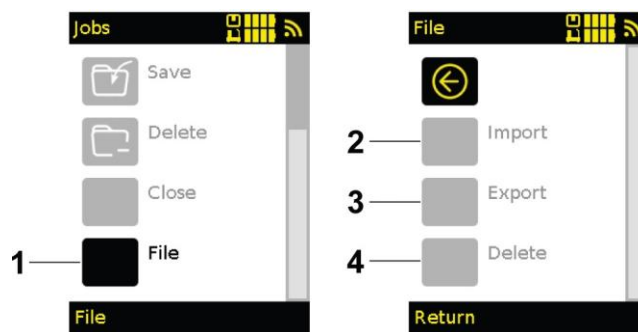 Jobs
Save
Delete
Close
1
File
File
File
2
Import
3
Export
4
Delete
Return